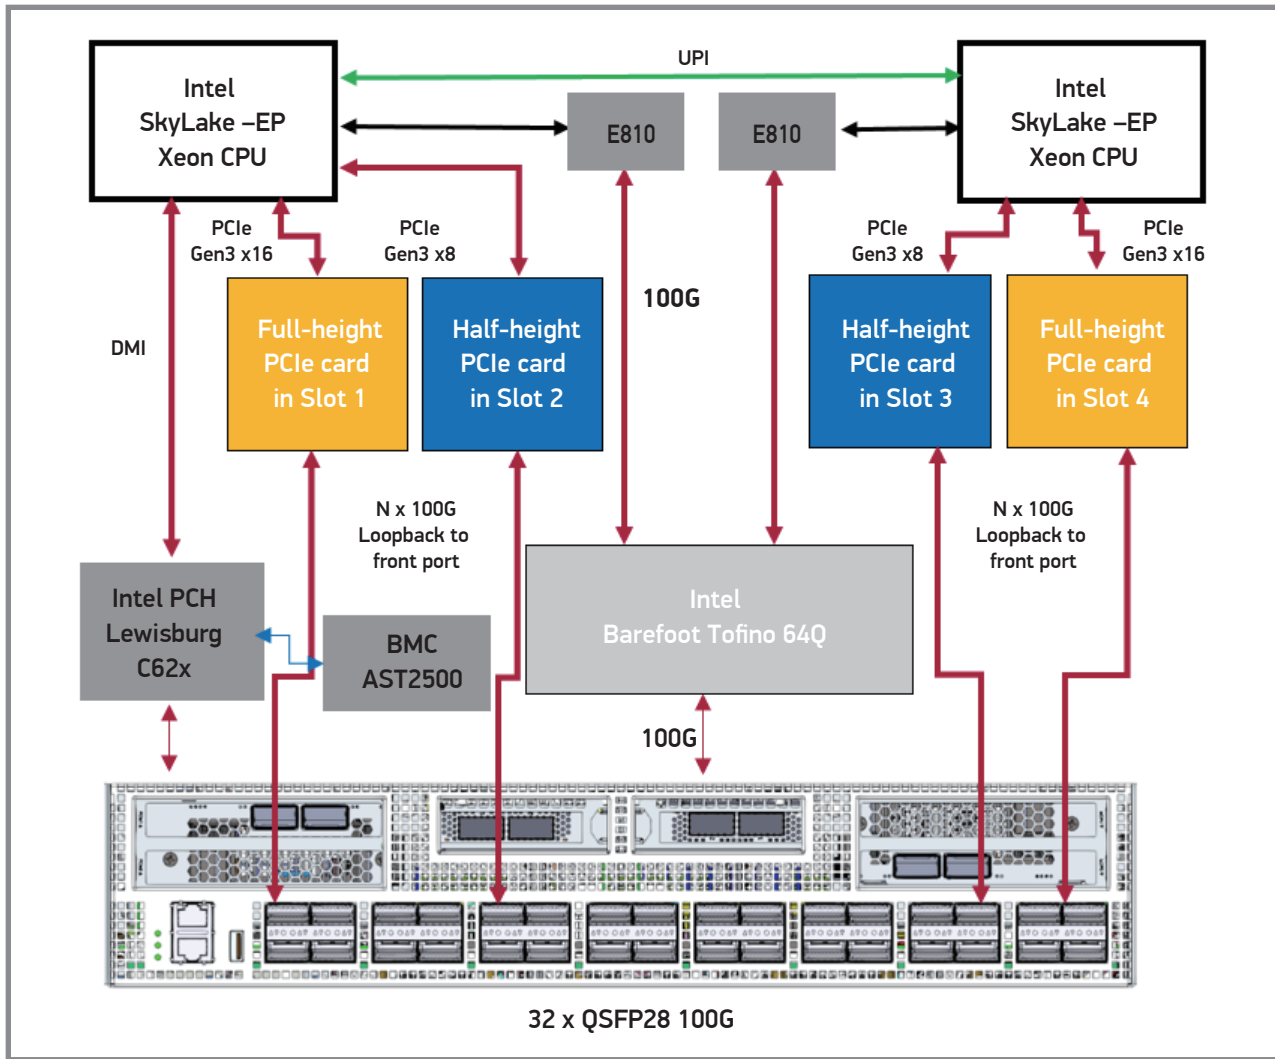 UPI
Intel
SkyLake –EP
Xeon CPU
E810
E810
Intel
SkyLake –EP
Xeon CPU
PCIe
Gen3 x16
PCIe
Gen3 x8
PCIe
Gen3 x8
PCIe
Gen3 x16
100G
DMI
Full-height
PCIe card
in Slot 1
Half-height
PCIe card
in Slot 2
Half-height
PCIe card
in Slot 3
Full-height
PCIe card
in Slot 4
N x 100G
Loopback to
front port
N x 100G
Loopback to
front port
Intel PCH
Lewisburg
C62x
BMC
AST2500
Intel
Barefoot Tofino 64Q
100G
32 x QSFP28 100G